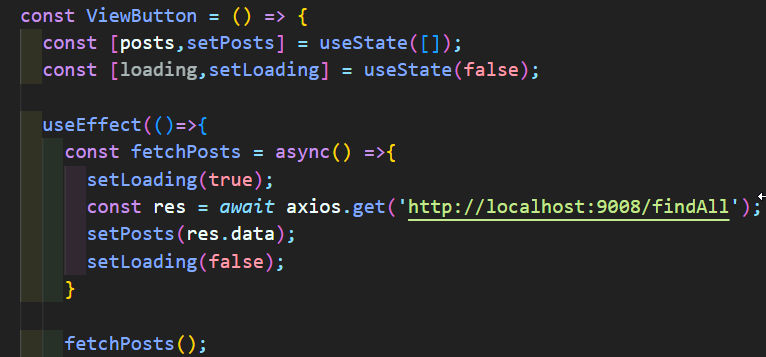 const ViewButton = () => {
const [posts,setPosts] = useState([]);
const [loading,setLoading] = useState(false);
useEffect(()=>{
const fetchPosts = async() =>{
setLoading(true);
const res = await axios.get('http://localhost:9008/findAll');
setPosts(res.data);
setLoading(false);
}
fetchPosts();